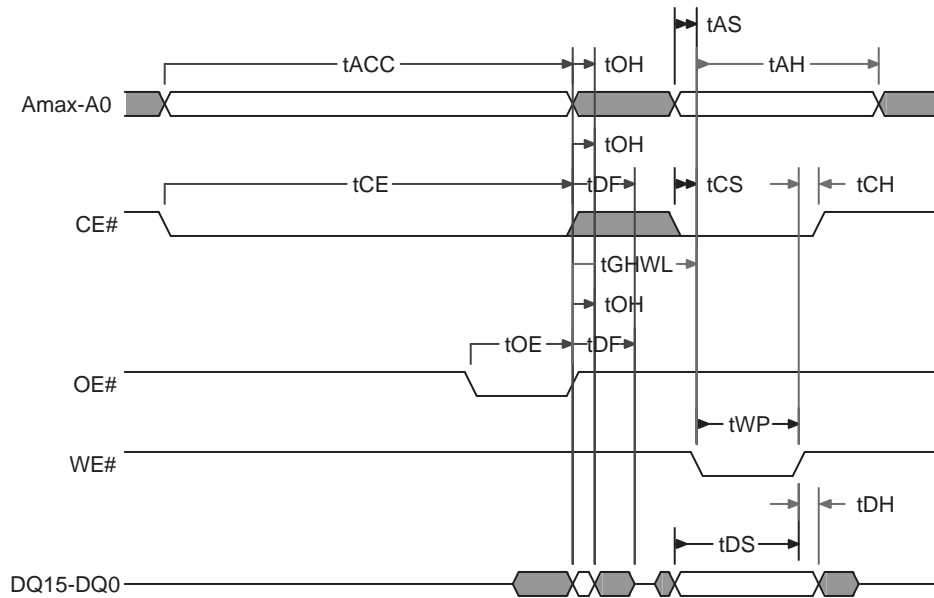 tAS
tACC tOH tAH
Amax-A0
tOH
tCE tDF tCS tCH
CE#
tGHWL
tOH
tOE tDF
OE#
tWP
WE#
tDH
tDS
DQ15-DQ0